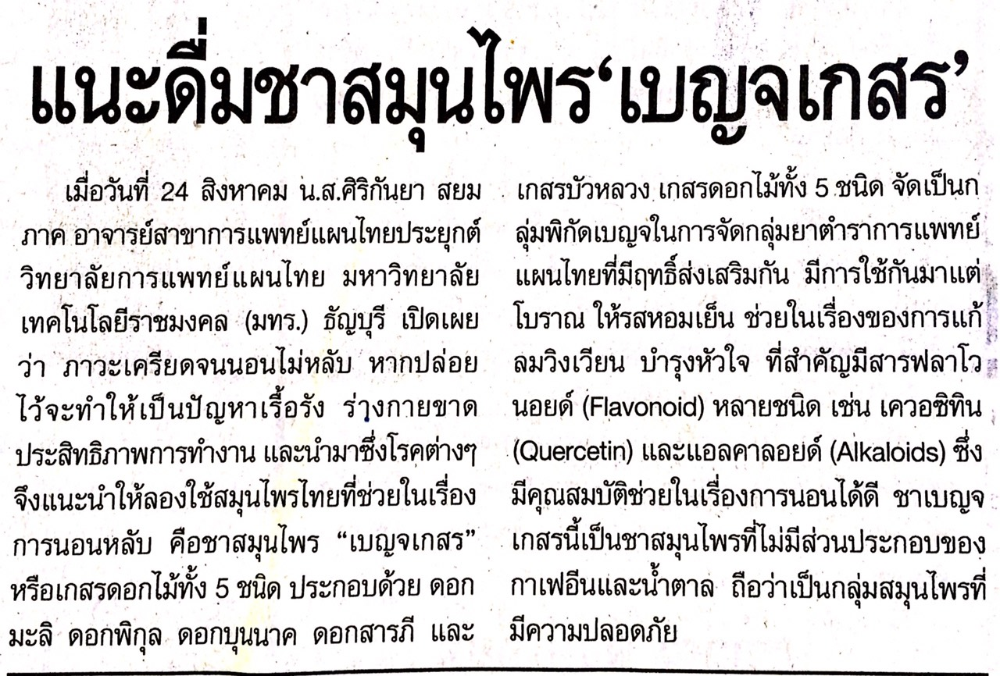 แนะดื่มชาสมุนไพร‘เบญจเกสร’
เมื่อวันที่ 24 สิงหาคม น.ส.ศิริกันยา สยม
ภาค อาจารย์สาขาการแพทย์แผนไทยประยุกต์
วิทยาลัยการแพทย์แผนไทย มหาวิทยาลัย
เทคโนโลยีราชมงคล (มทร.) ธัญบุรี เปิดเผย
ว่า ภาวะเครียดจนนอนไม่หลับ หากปล่อย
ไว้จะทำให้เป็นปัญหาเรื้อรัง ร่างกายขาด
ประสิทธิภาพการทำงาน และนำมาซึ่งโรคต่างๆ
จึงแนะนำให้ลองใช้สมุนไพรไทยที่ช่วยในเรื่อง
การนอนหลับ คือชาสมุนไพร “เบญจเกสร”
หรือเกสรดอกไม้ทั้ง 5 ชนิด ประกอบด้วย ดอก
มะลิ ดอกพิกุล ดอกบุนนาค ดอกสารภี และ
เกสรบัวหลวง เกสรดอกไม้ทั้ง 5 ชนิด จัดเป็นก
ลุ่มพิกัดเบญจในการจัดกลุ่มยาตำราการแพทย์
แผนไทยที่มีฤทธิ์ส่งเสริมกัน มีการใช้กันมาแต่
โบราณ ให้รสหอมเย็น ช่วยในเรื่องของการแก้
ลมวิงเวียน บำรุงหัวใจ ที่สำคัญมีสารฟลาโว
นอยด์ (Flavonoid) หลายชนิด เช่น เควอซิทิน
(Quercetin) และแอลคาลอยด์ (Alkaloids) ซึ่ง
มีคุณสมบัติช่วยในเรื่องการนอนได้ดี ชาเบญจ
เกสรนี้เป็นชาสมุนไพรที่ไม่มีส่วนประกอบของ
กาเฟอีนและน้ำตาล ถือว่าเป็นกลุ่มสมุนไพรที่
มีความปลอดภัย